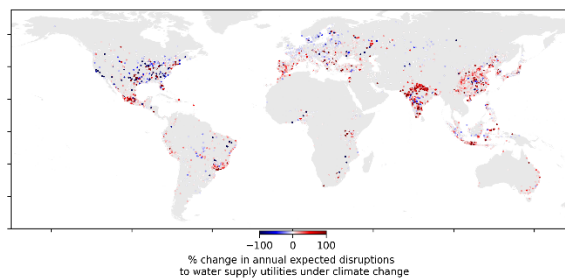 −100 0 100
% change in annual expected disruptions
to water supply utilities under climate change